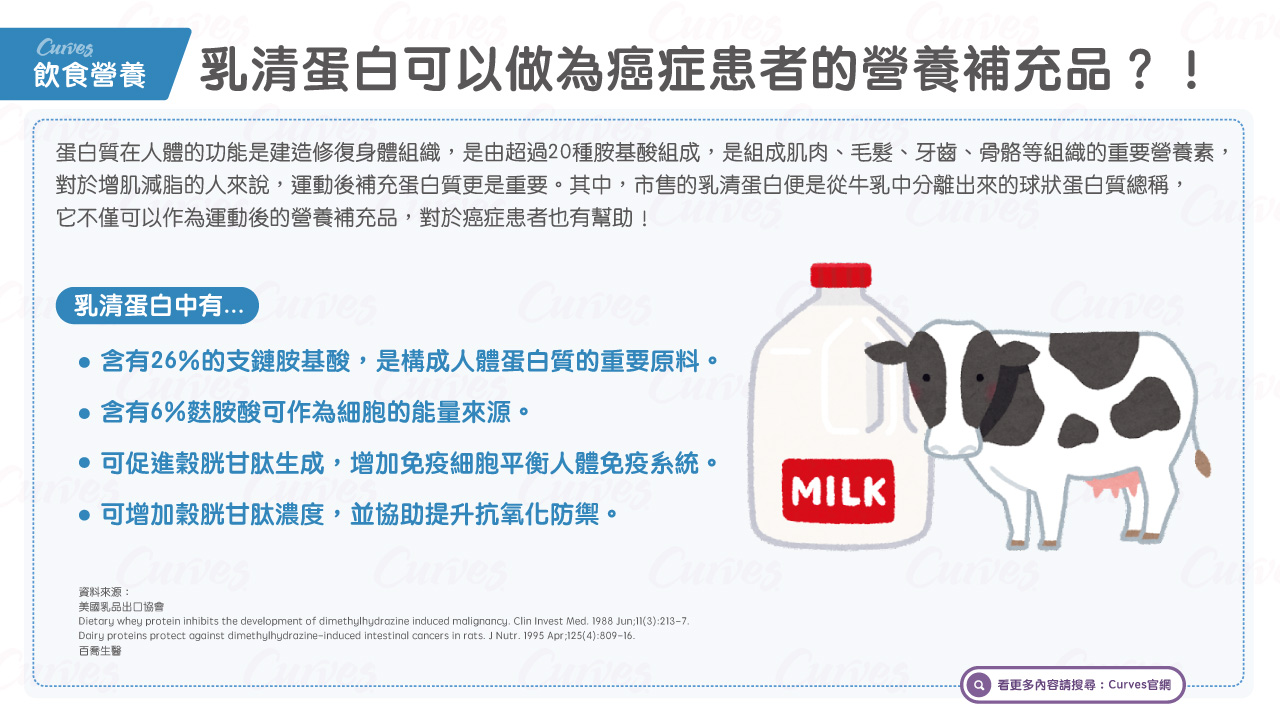 Curves
飲食營養
乳清蛋白可以做為癌症患者的營養補充品？！
蛋白質在人體的功能是建造修復身體組織，是由超過20種胺基酸組成，是組成肌肉、毛髮、牙齒、骨骼等組織的重要營養素，
對於增肌減脂的人來說，運動後補充蛋白質更是重要。其中，市售的乳清蛋白便是從牛乳中分離出來的球狀蛋白質總稱，
它不僅可以作為運動後的營養補充品，對於癌症患者也有幫助！
乳清蛋白中有...
● 含有26%的支鏈胺基酸，是構成人體蛋白質的重要原料。
● 含有6%麩胺酸可作為細胞的能量來源。
● 可促進穀胱甘肽生成，增加免疫細胞平衡人體免疫系統。
● 可增加穀胱甘肽濃度，並協助提升抗氧化防禦。
MILK
資料來源：
美國乳品出口協會
Dietary whey protein inhibits the development of dimethylhydrazine induced malignancy. Clin Invest Med. 1988 Jun;11(3):213-7.
Dairy proteins protect against dimethylhydrazine-induced intestinal cancers in rats. J Nutr. 1995 Apr;125(4):809-16.
百喬生醫
看更多內容請搜尋：Curves官網